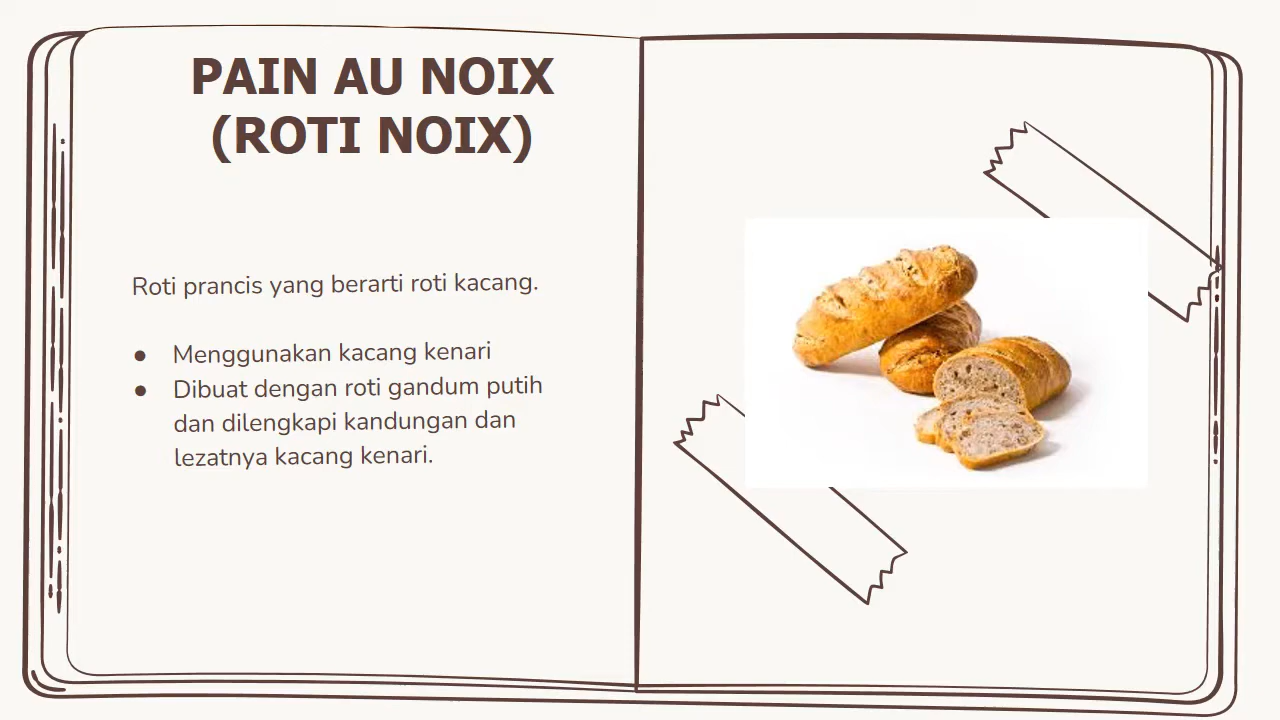 PAIN AU NOIX
(ROTI NOIX)
Roti prancis yang berarti roti kacang.
● Menggunakan kacang kenari
● Dibuat dengan roti gandum putih
dan dilengkapi kandungan dan
lezatnya kacang kenari.